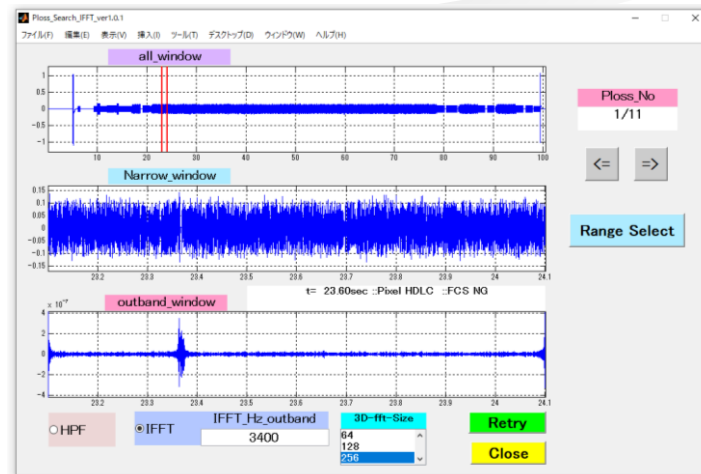 Ploss_Search_IFFT_ver1.0.1
ファイル(F) 編集(E) 表示(V) 挿入(I) ツール(T) デスクトップ(D) ウィンドウ(W) ヘルプ(H)
all_window
1
0.5
0
-0.5
-1
10 20 30 40 50 60 70 80 90 100
Ploss_No
1/11
<= =>
Range Select
Narrow_window
0.15
0.1
0.05
0
-0.05
-0.1
-0.15
23.2 23.3 23.4 23.5 23.6 23.7 23.8 23.9 24 24.1
t= 23.60sec ::Pixel HDLC ::FCS NG
outband_window
4
2
0
-2
-4
23.2 23.3 23.4 23.5 23.6 23.7 23.8 23.9 24 24.1
HPF
IFFT
IFFT_Hz_outband
3400
3D-fft-Size
64
128
256
Retry
Close